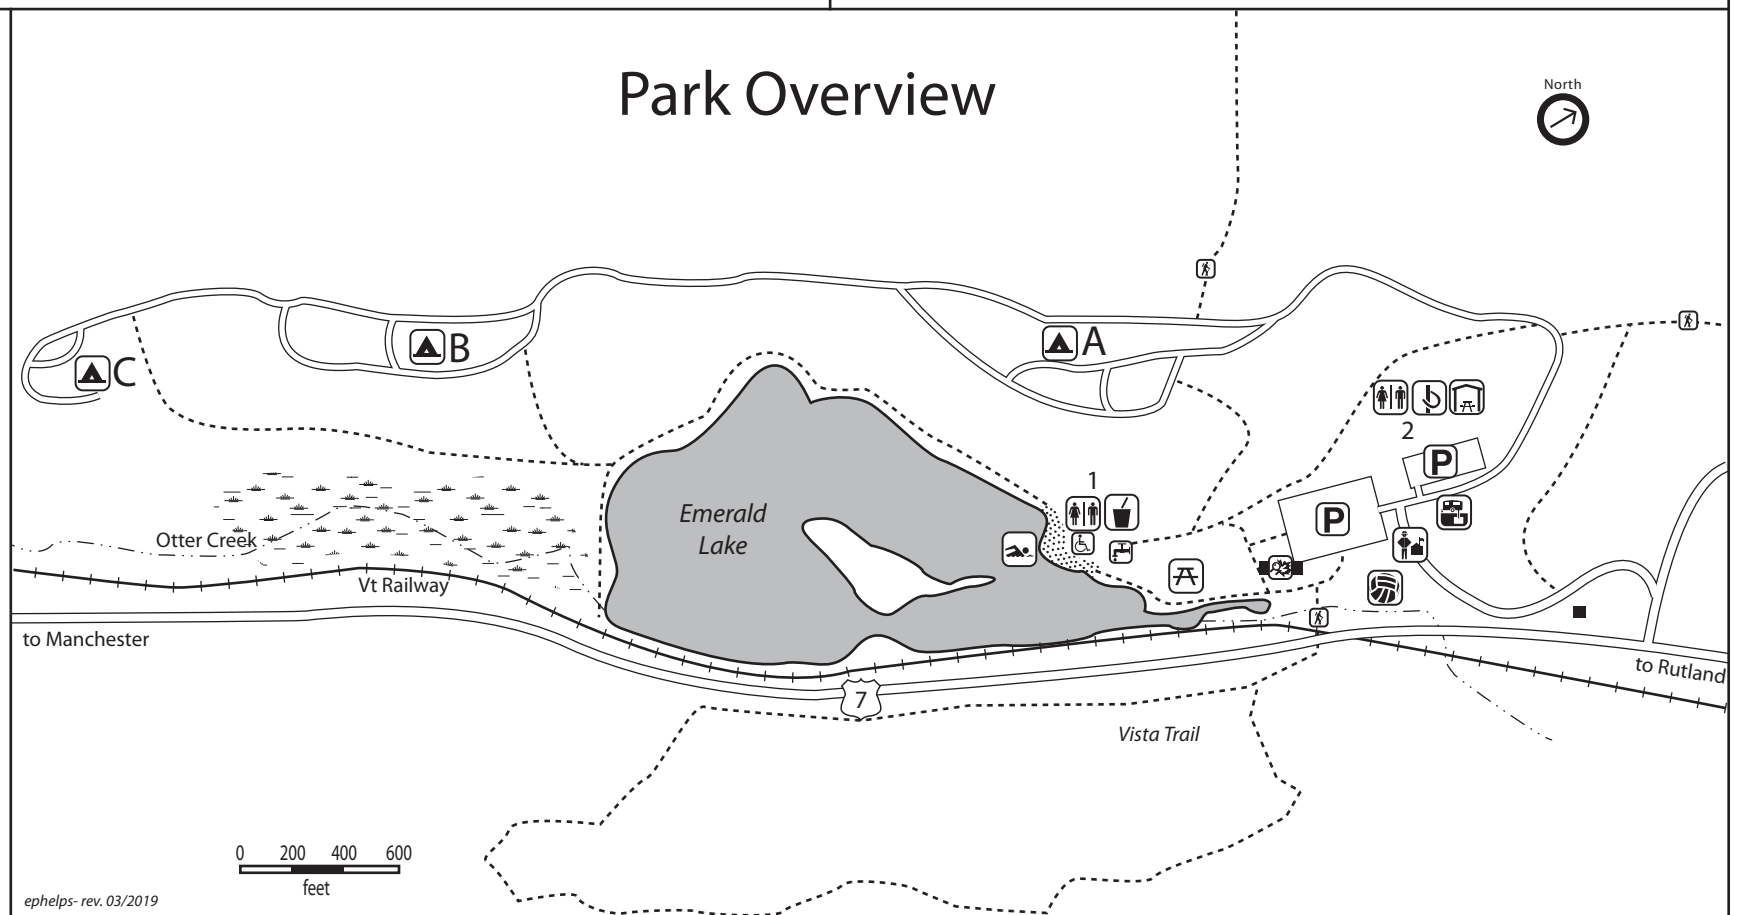 Park Overview
North
A
B
C
2
P
1
P
Emerald
Lake
Otter Creek
Vt Railway
to Manchester
to Rutland
7
Vista Trail
0 200 400 600
feet
ephelps- rev. 03/2019